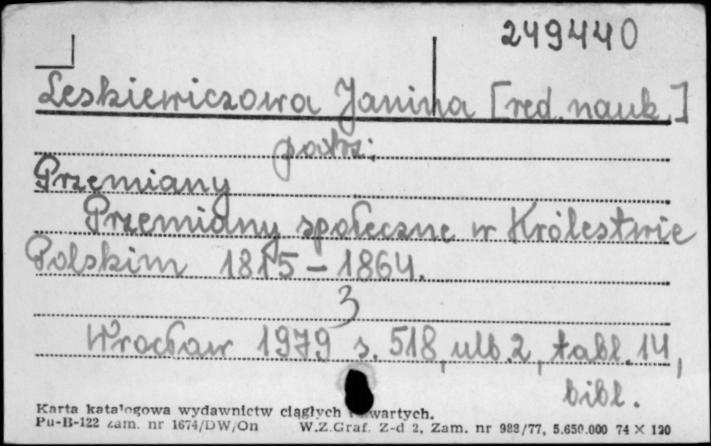 249440
Leskiewiczowa Janina [red. nauk.]
patrz:
Przemiany
Przemiany społeczne w Królestwie
Polskim 1815-1864.
3
Wrocław 1979 s. 518, ulb. 2, tabl. 14,
bibl.
Karta katalogowa wydawnictw ciągłych zwartych.
Pu-B-122 zam. nr 1674/DW/On W.Z.Graf. Z-d 2, Zam. nr 988/77, 5.650.000 74 × 120